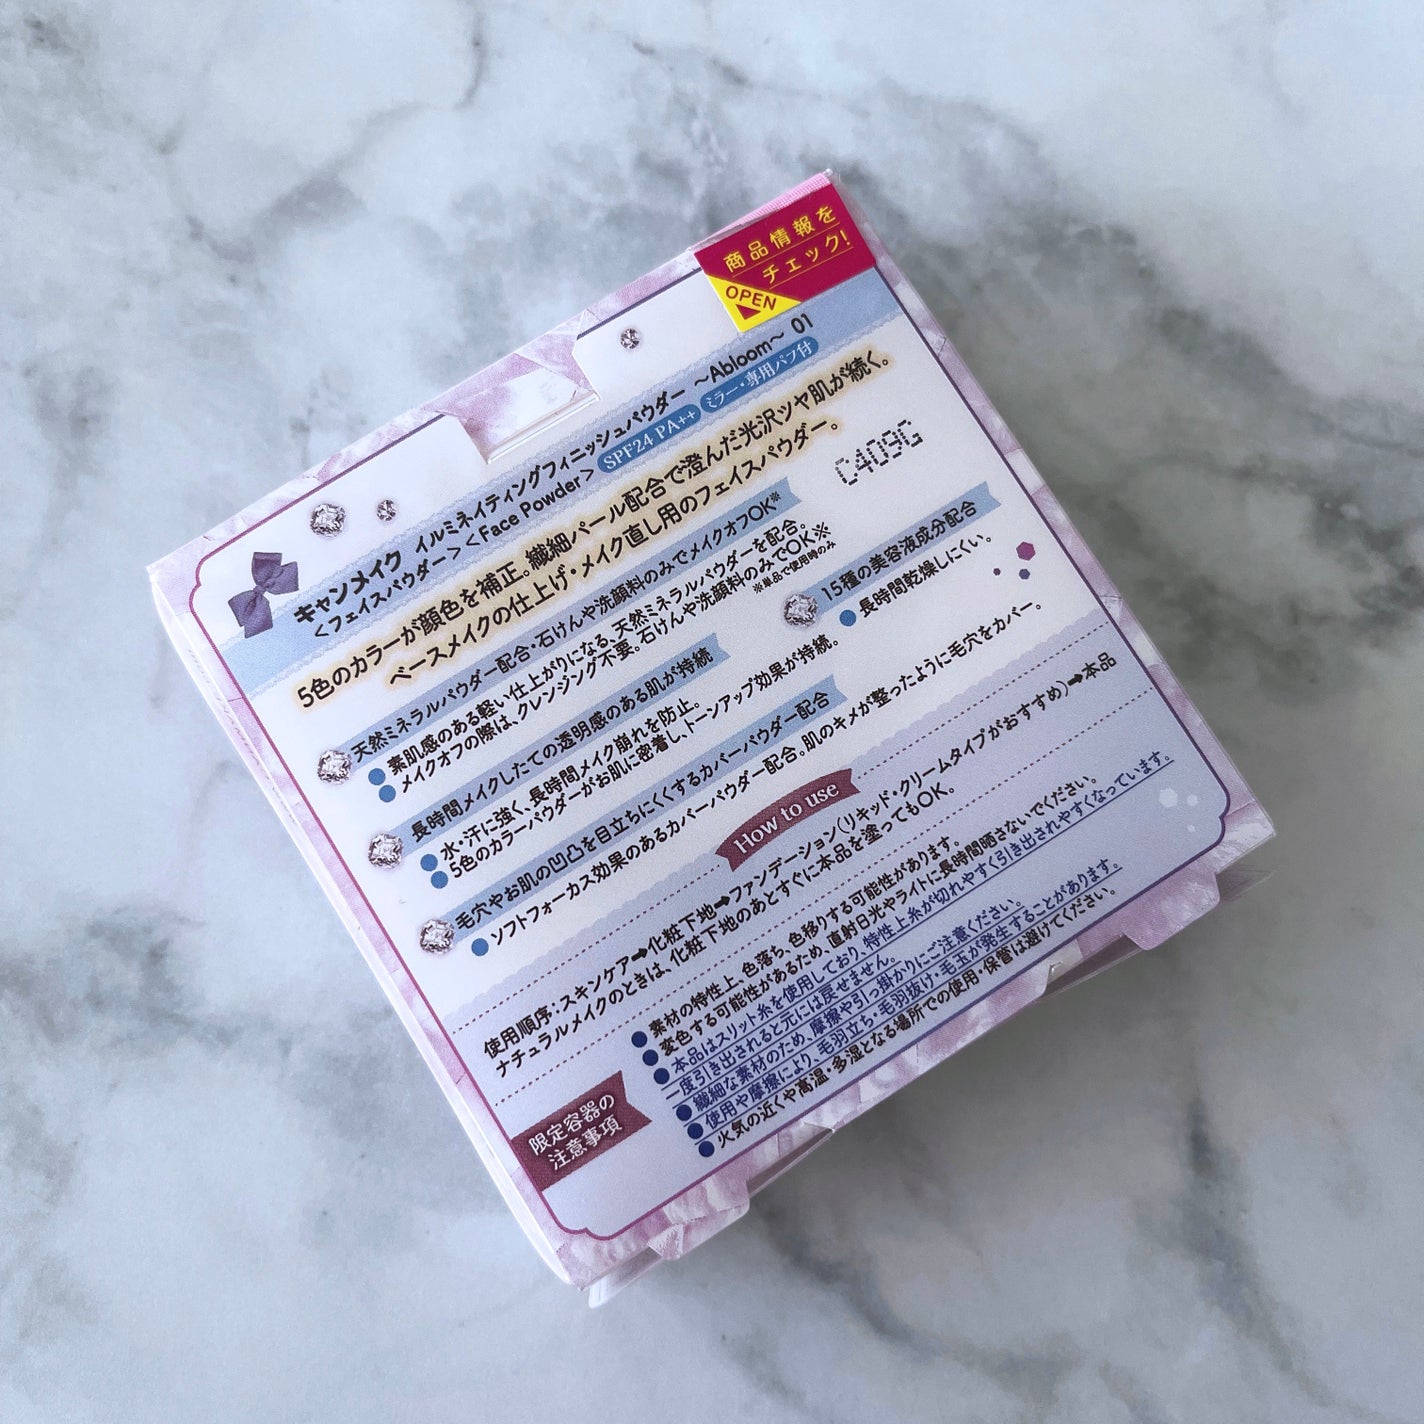 商品情報を
チェック!
OPEN
キャンメイク イルミネイティングフィニッシュパウダー ～Abloom～ 01
＜フェイスパウダー＞＜Face Powder＞ SPF24 PA++ ミラー・専用パフ付
5色のカラーが顔色を補正。繊細パール配合で澄んだ光沢ツヤ肌が続く。
ベースメイクの仕上げ・メイク直し用のフェイスパウダー。
C409G
天然ミネラルパウダー配合・石けんや洗顔料のみでメイクオフOK※
●素肌感のある軽い仕上がりになる、天然ミネラルパウダーを配合。
●メイクオフの際は、クレンジング不要。石けんや洗顔料のみでOK※
※単品で使用時のみ
長時間メイクしたての透明感のある肌が持続
●水・汗に強く、長時間メイク崩れを防止。
●5色のカラーパウダーがお肌に密着し、トーンアップ効果が持続。
15種の美容液成分配合
●長時間乾燥しにくい。
毛穴やお肌の凹凸を目立ちにくくするカバーパウダー配合
●ソフトフォーカス効果のあるカバーパウダー配合。肌のキメが整ったように毛穴をカバー。
How to use
使用順序：スキンケア➡化粧下地➡ファンデーション（リキッド・クリームタイプがおすすめ）➡本品
ナチュラルメイクのときは、化粧下地のあとすぐに本品を塗ってもOK。
限定容器の
注意事項
●素材の特性上、色落ち、色移りする可能性があります。
●変色する可能性があるため、直射日光やライトに長時間晒さないでください。
●本品はスリット糸を使用しており、特性上糸が切れやすく引き出されやすくなっています。
一度引き出されると元には戻せません。
●繊細な素材のため、摩擦や引っ掛かりにご注意ください。
●使用や摩擦により、毛羽立ち・毛羽抜け・毛玉が発生することがあります。
●火気の近くや高温・多湿となる場所での使用・保管は避けてください。